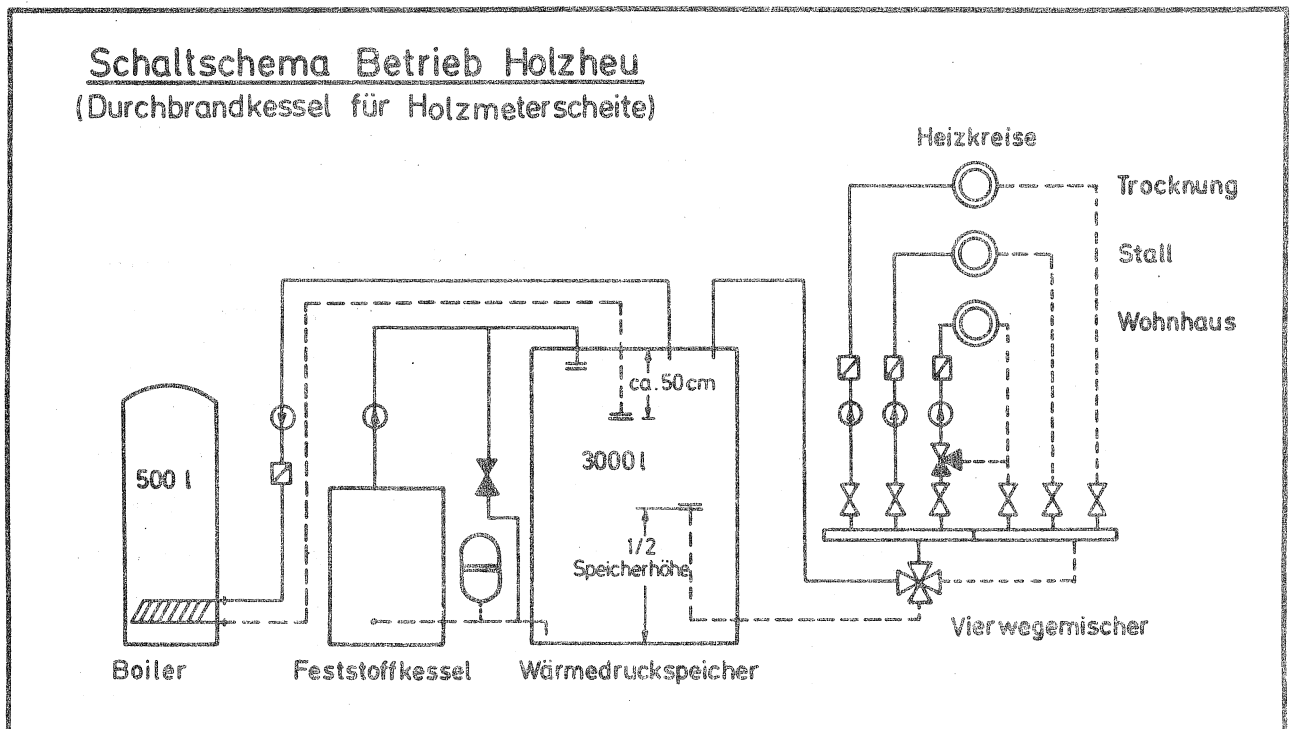 Schaltschema Betrieb Holzheu
(Durchbrandkessel für Holzmeterscheite)
Heizkreise
Trocknung
Stall
Wohnhaus
ca. 50cm
500 l
3000 l
1/2
Speicherhöhe
Vierwegemischer
Boiler
Feststoffkessel
Wärmedruckspeicher